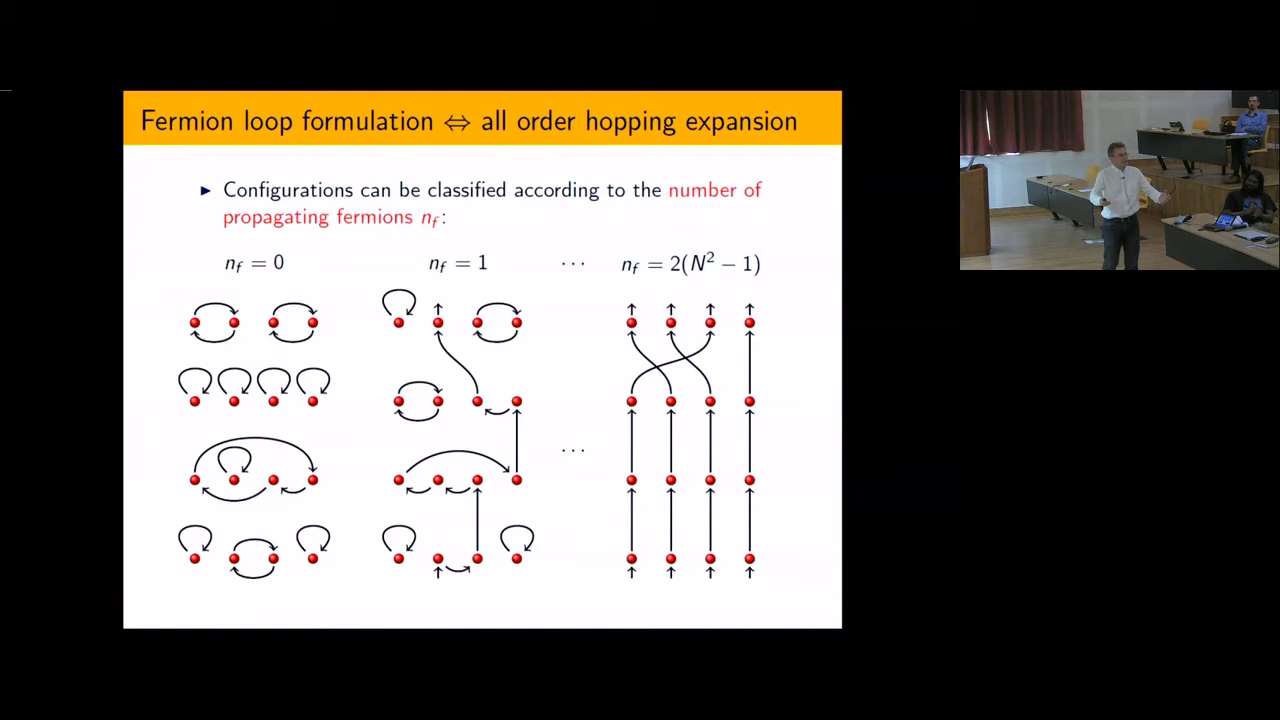 Fermion loop formulation ⇔ all order hopping expansion
▶ Configurations can be classified according to the number of
propagating fermions n_f:
n_f = 0 n_f = 1 ··· n_f = 2(N² − 1)
···